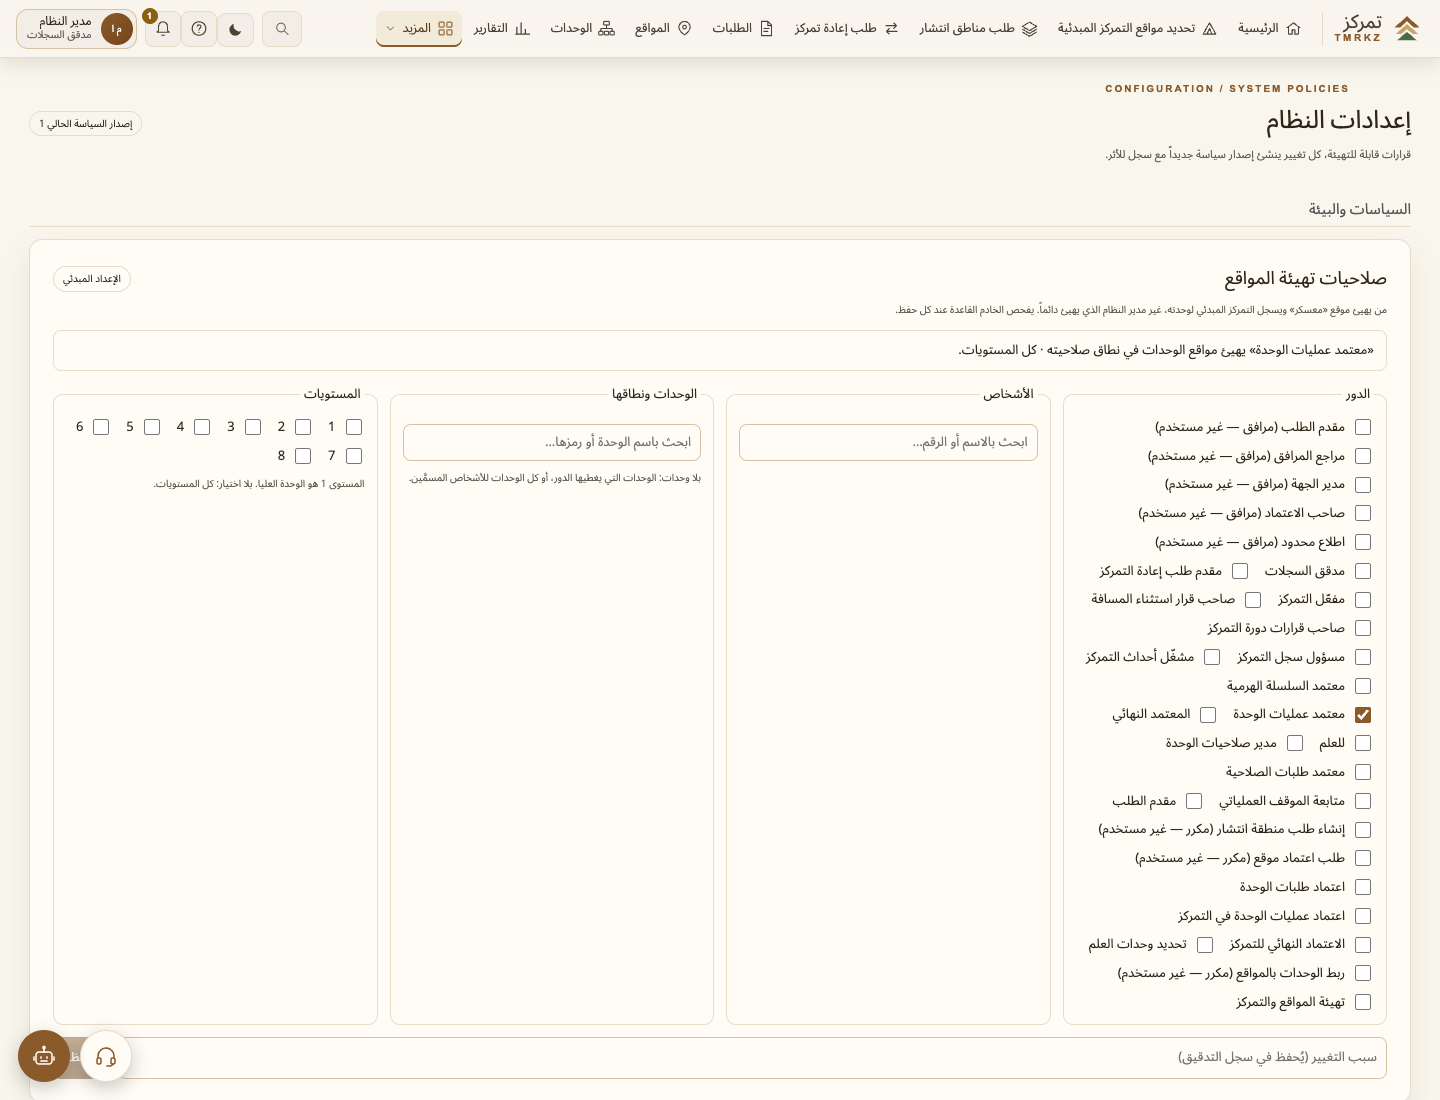 تمركز
TMRKZ
الرئيسية
تحديد مواقع التمركز المبدئية
طلب مناطق انتشار
طلب إعادة تمركز
الطلبات
المواقع
الوحدات
التقارير
المزيد
1
م ا
مدير النظام
مدقق السجلات
CONFIGURATION / SYSTEM POLICIES
إعدادات النظام
قرارات قابلة للتهيئة، كل تغيير ينشئ إصدار سياسة جديداً مع سجل للأثر.
إصدار السياسة الحالي 1
السياسات والبيئة
صلاحيات تهيئة المواقع
الإعداد المبدئي
من يهيئ موقع «معسكر» ويسجل التمركز المبدئي لوحدته، غير مدير النظام الذي يهيئ دائماً. يفحص الخادم القاعدة عند كل حفظ.
«معتمد عمليات الوحدة» يهيئ مواقع الوحدات في نطاق صلاحيته · كل المستويات.
الدور
مقدم الطلب (مرافق — غير مستخدم)
مراجع المرافق (مرافق — غير مستخدم)
مدير الجهة (مرافق — غير مستخدم)
صاحب الاعتماد (مرافق — غير مستخدم)
اطلاع محدود (مرافق — غير مستخدم)
مدقق السجلات مقدم طلب إعادة التمركز
مفعّل التمركز صاحب قرار استثناء المسافة
صاحب قرارات دورة التمركز
مسؤول سجل التمركز مشغّل أحداث التمركز
معتمد السلسلة الهرمية
معتمد عمليات الوحدة المعتمد النهائي
للعلم مدير صلاحيات الوحدة
معتمد طلبات الصلاحية
متابعة الموقف العملياتي مقدم الطلب
إنشاء طلب منطقة انتشار (مكرر — غير مستخدم)
طلب اعتماد موقع (مكرر — غير مستخدم)
اعتماد طلبات الوحدة
اعتماد عمليات الوحدة في التمركز
الاعتماد النهائي للتمركز تحديد وحدات العلم
ربط الوحدات بالمواقع (مكرر — غير مستخدم)
تهيئة المواقع والتمركز
الأشخاص
ابحث بالاسم أو الرقم...
الوحدات ونطاقها
ابحث باسم الوحدة أو رمزها...
بلا وحدات: الوحدات التي يغطيها الدور، أو كل الوحدات للأشخاص المسمَّين.
المستويات
1 2 3 4 5 6
7 8
المستوى 1 هو الوحدة العليا. بلا اختيار: كل المستويات.
سبب التغيير (يُحفظ في سجل التدقيق)